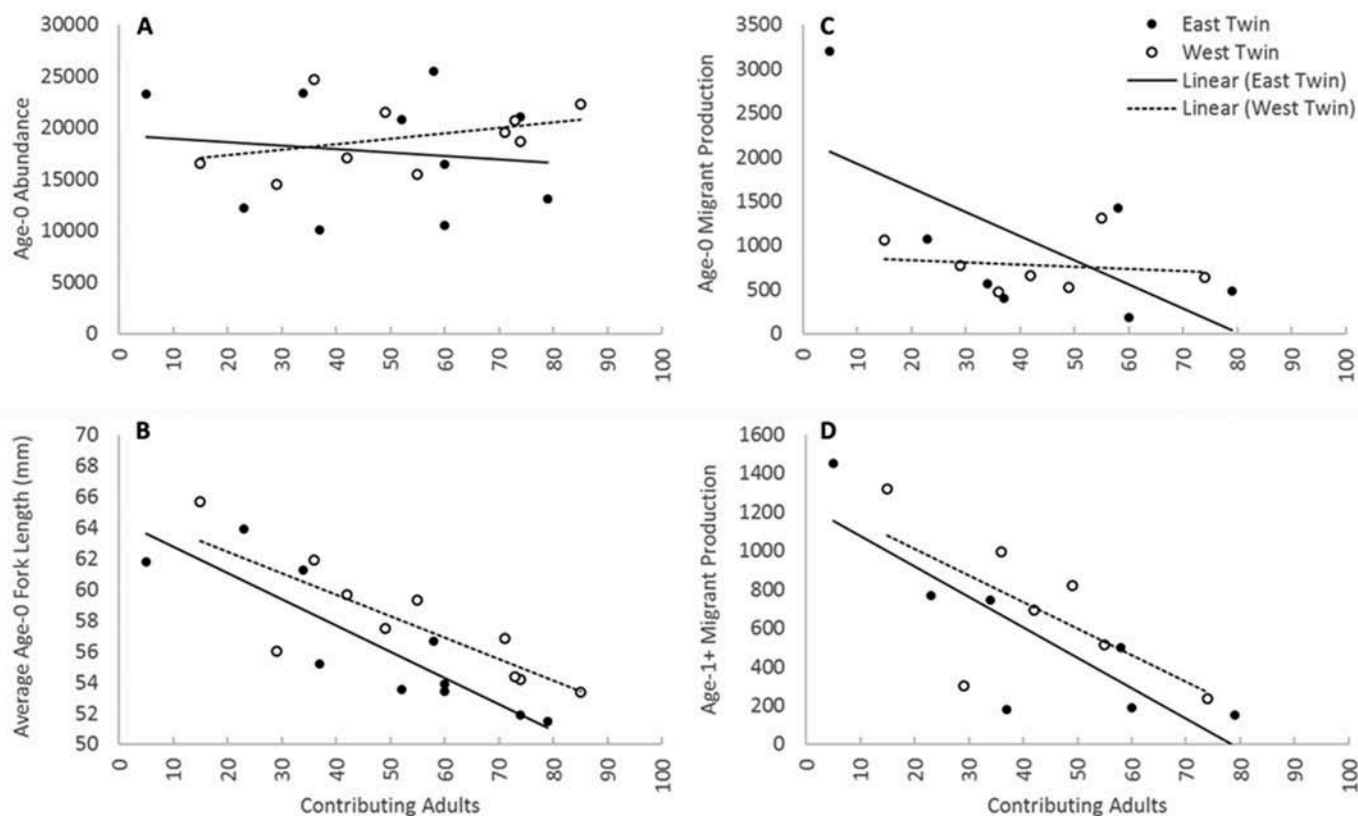 A
Age-0 Abundance
30000
25000
20000
15000
10000
5000
0
0 10 20 30 40 50 60 70 80 90 100
C
Age-0 Migrant Production
3500
3000
2500
2000
1500
1000
500
0
0 10 20 30 40 50 60 70 80 90 100
East Twin
West Twin
Linear (East Twin)
Linear (West Twin)
B
Average Age-0 Fork Length (mm)
70
68
66
64
62
60
58
56
54
52
50
0 10 20 30 40 50 60 70 80 90 100
Contributing Adults
D
Age-1+ Migrant Production
1600
1400
1200
1000
800
600
400
200
0
0 10 20 30 40 50 60 70 80 90 100
Contributing Adults